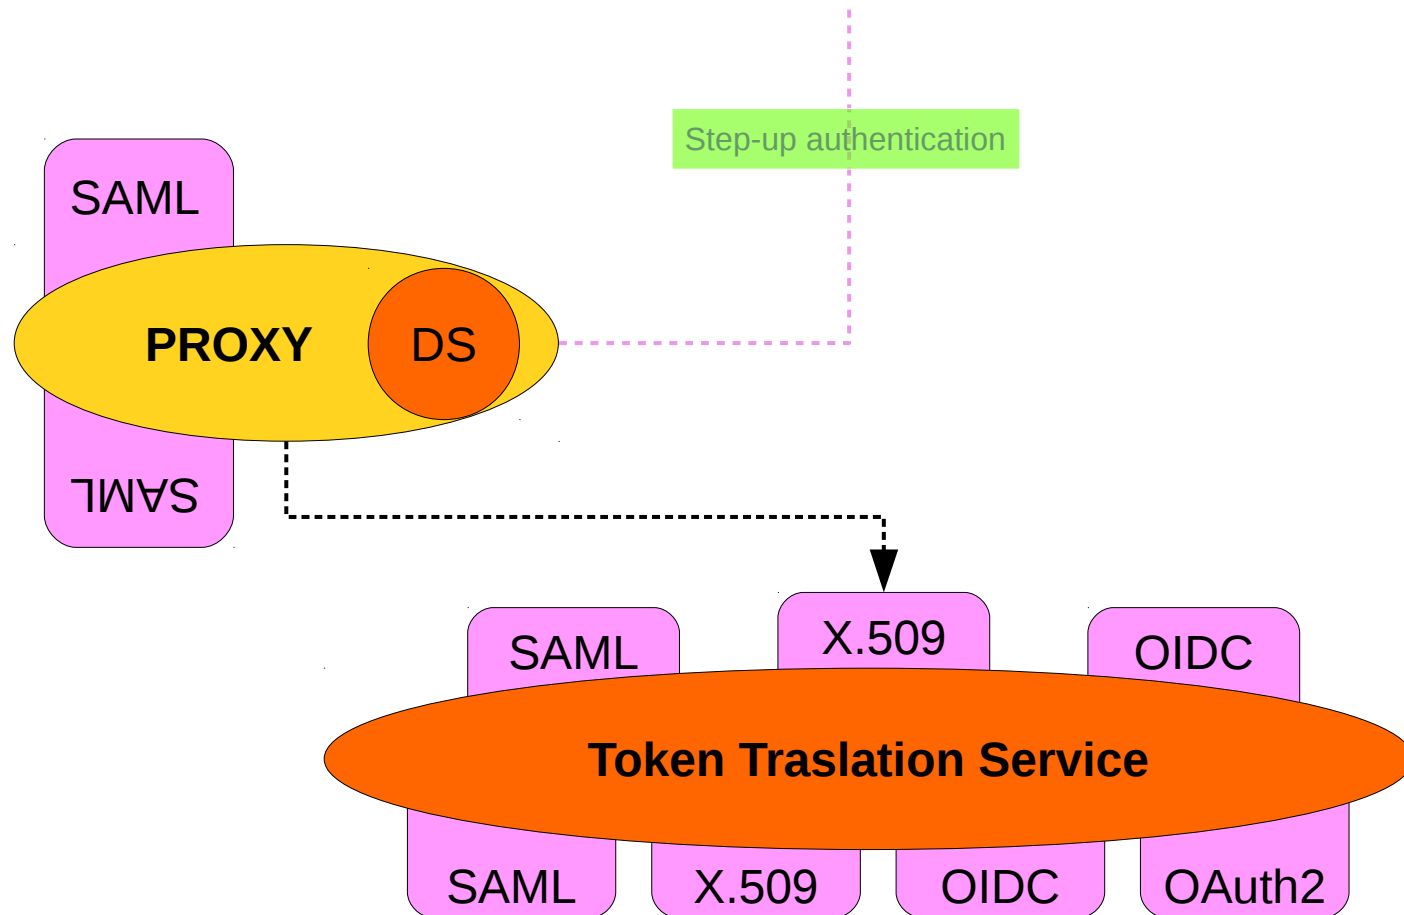 Step-up authentication
SAML
PROXY
DS
SAML
SAML
X.509
OIDC
Token Traslation Service
SAML
X.509
OIDC
OAuth2